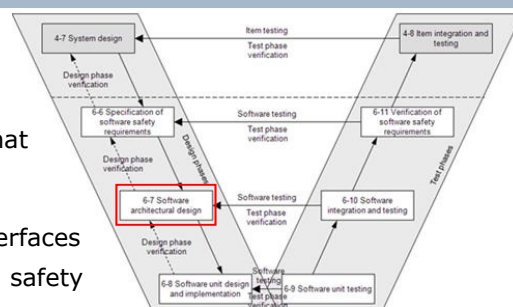 4-7 System design
Item testing
Test phase
verification
4-8 Item integration and
testing
Design phase
verification
6-6 Specification of
software safety
requirements
Software testing
Test phase
verification
6-11 Verification of
software safety
requirements
hat
Design phase
verification
Design phases
Test phases
6-7 Software
architectural design
Software testing
Test phase
verification
6-10 Software
integration and testing
erfaces
safety
Design phase
verification
6-8 Software unit design
and implementation
Software
testing
Test phase
verification
6-9 Software unit testing